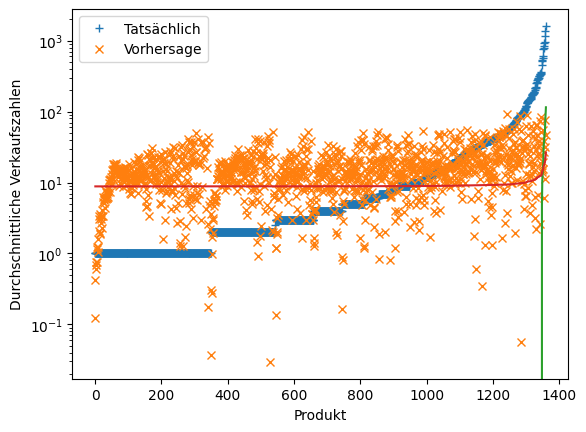 Tatsächlich
Vorhersage
Durchschnittliche Verkaufszahlen
10³
10²
10¹
10⁰
10⁻¹
0 200 400 600 800 1000 1200 1400
Produkt